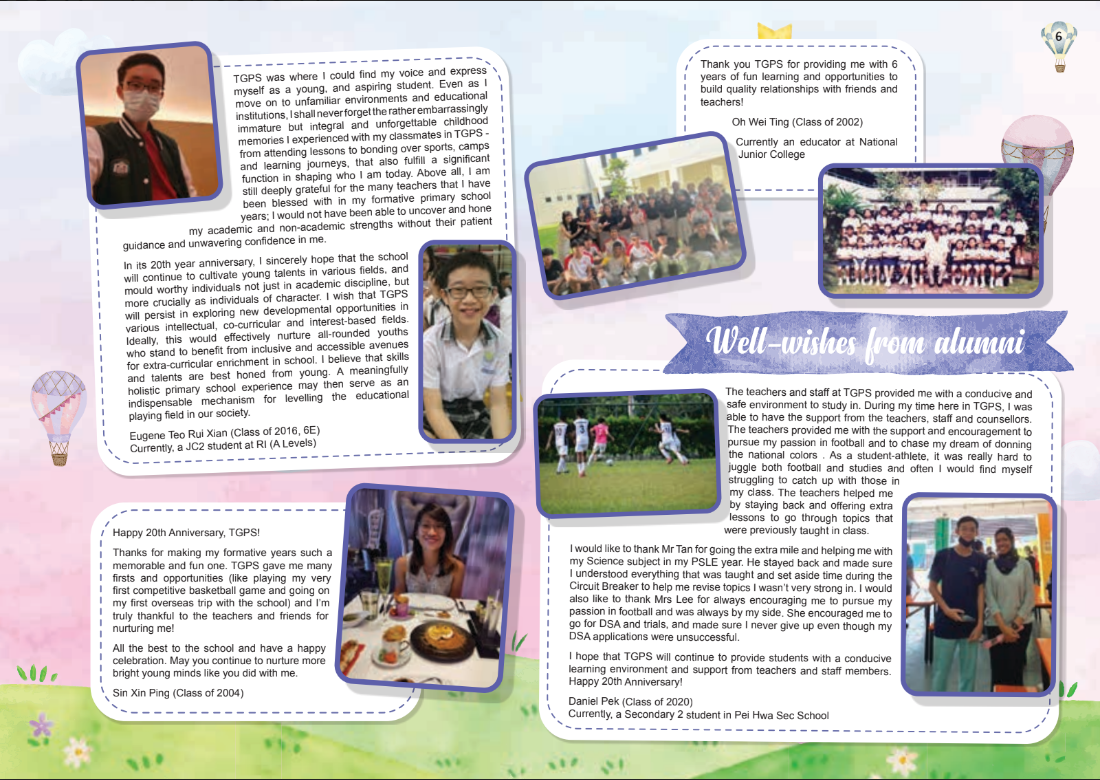 TGPS was where I could find my voice and express
myself as a young, and aspiring student. Even as I
move on to unfamiliar environments and educational
institutions, I shall never forget the rather embarrassingly
immature but integral and unforgettable childhood
memories I experienced with my classmates in TGPS -
from attending lessons to bonding over sports, camps
and learning journeys, that also fulfill a significant
function in shaping who I am today. Above all, I am
still deeply grateful for the many teachers that I have
been blessed with in my formative primary school
years; I would not have been able to uncover and hone
my academic and non-academic strengths without their patient
guidance and unwavering confidence in me.
In its 20th year anniversary, I sincerely hope that the school
will continue to cultivate young talents in various fields, and
mould worthy individuals not just in academic discipline, but
more crucially as individuals of character. I wish that TGPS
will persist in exploring new developmental opportunities in
various intellectual, co-curricular and interest-based fields.
Ideally, this would effectively nurture all-rounded youths
who stand to benefit from inclusive and accessible avenues
for extra-curricular enrichment in school. I believe that skills
and talents are best honed from young. A meaningfully
holistic primary school experience may then serve as an
indispensable mechanism for levelling the educational
playing field in our society.
Eugene Teo Rui Xian (Class of 2016, 6E)
Currently, a JC2 student at RI (A Levels)
Happy 20th Anniversary, TGPS!
Thanks for making my formative years such a
memorable and fun one. TGPS gave me many
firsts and opportunities (like playing my very
first competitive basketball game and going on
my first overseas trip with the school) and I'm
truly thankful to the teachers and friends for
nurturing me!
All the best to the school and have a happy
celebration. May you continue to nurture more
bright young minds like you did with me.
Sin Xin Ping (Class of 2004)
6
Thank you TGPS for providing me with 6
years of fun learning and opportunities to
build quality relationships with friends and
teachers!
Oh Wei Ting (Class of 2002)
Currently an educator at National
Junior College
Well-wishes from alumni
The teachers and staff at TGPS provided me with a conducive and
safe environment to study in. During my time here in TGPS, I was
able to have the support from the teachers, staff and counsellors.
The teachers provided me with the support and encouragement to
pursue my passion in football and to chase my dream of donning
the national colors . As a student-athlete, it was really hard to
juggle both football and studies and often I would find myself
struggling to catch up with those in
my class. The teachers helped me
by staying back and offering extra
lessons to go through topics that
were previously taught in class.
I would like to thank Mr Tan for going the extra mile and helping me with
my Science subject in my PSLE year. He stayed back and made sure
I understood everything that was taught and set aside time during the
Circuit Breaker to help me revise topics I wasn't very strong in. I would
also like to thank Mrs Lee for always encouraging me to pursue my
passion in football and was always by my side. She encouraged me to
go for DSA and trials, and made sure I never give up even though my
DSA applications were unsuccessful.
I hope that TGPS will continue to provide students with a conducive
learning environment and support from teachers and staff members.
Happy 20th Anniversary!
Daniel Pek (Class of 2020)
Currently, a Secondary 2 student in Pei Hwa Sec School